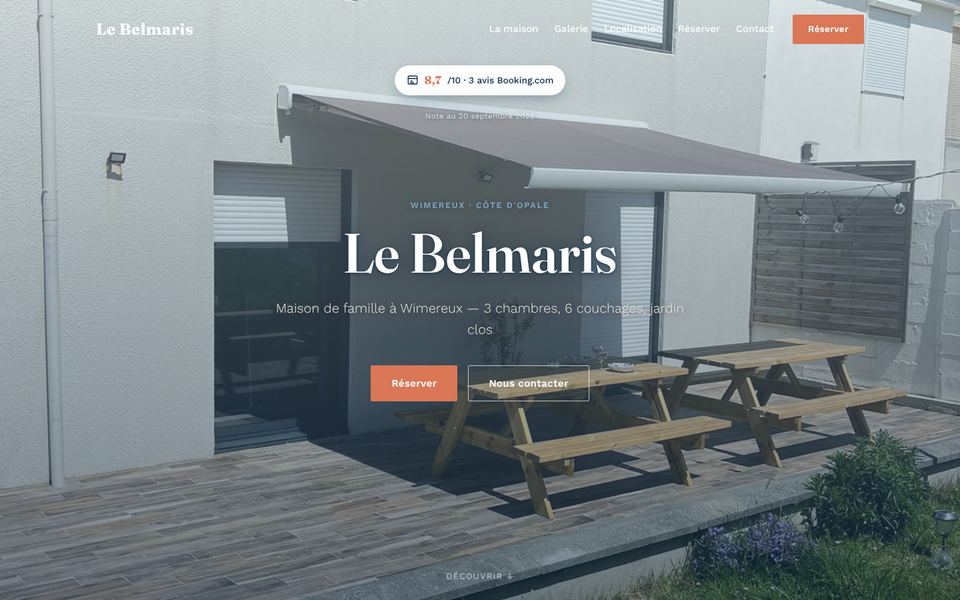 Le Belmaris
La maison Galerie Localisation Réserver Contact Réserver
8,7 /10 · 3 avis Booking.com
Note au 20 septembre 2026
WIMEREUX · CÔTE D'OPALE
Le Belmaris
Maison de famille à Wimereux — 3 chambres, 6 couchages, jardin
clos
Réserver Nous contacter
DÉCOUVRIR ↓